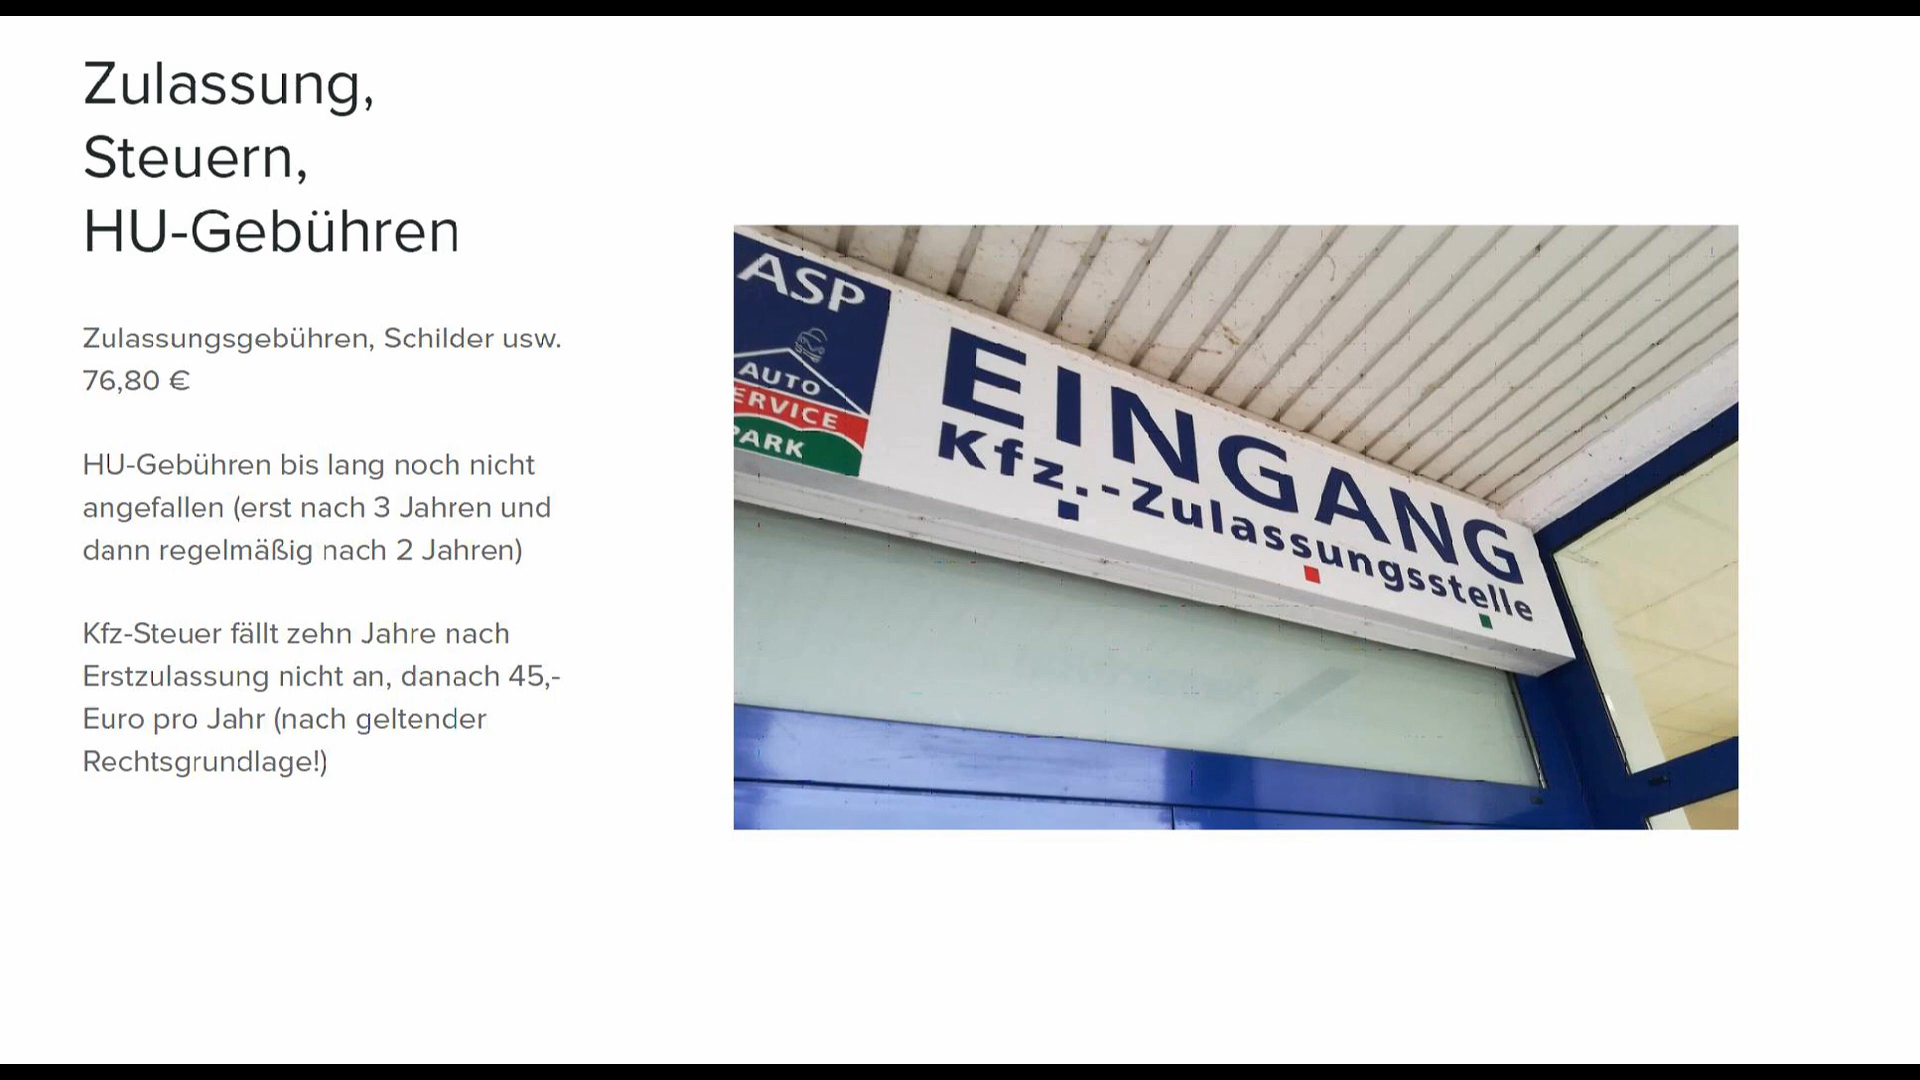 Zulassung,
Steuern,
HU-Gebühren
Zulassungsgebühren, Schilder usw.
76,80 €
HU-Gebühren bis lang noch nicht
angefallen (erst nach 3 Jahren und
dann regelmäßig nach 2 Jahren)
Kfz-Steuer fällt zehn Jahre nach
Erstzulassung nicht an, danach 45,-
Euro pro Jahr (nach geltender
Rechtsgrundlage!)
ASP
AUTO
ERVICE
PARK
EINGANG
Kfz.-Zulassungsstelle